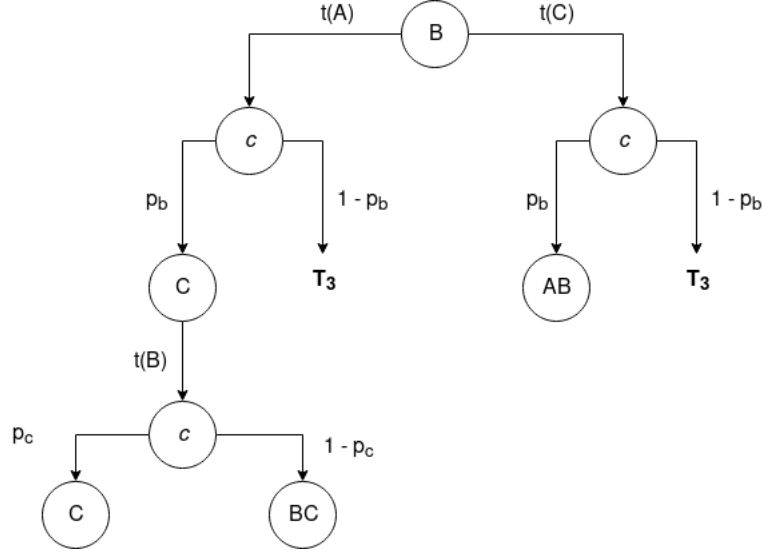 t(A) B t(C)
c c
p_b 1 - p_b p_b 1 - p_b
C T_3 AB T_3
t(B)
p_c c 1 - p_c
C BC